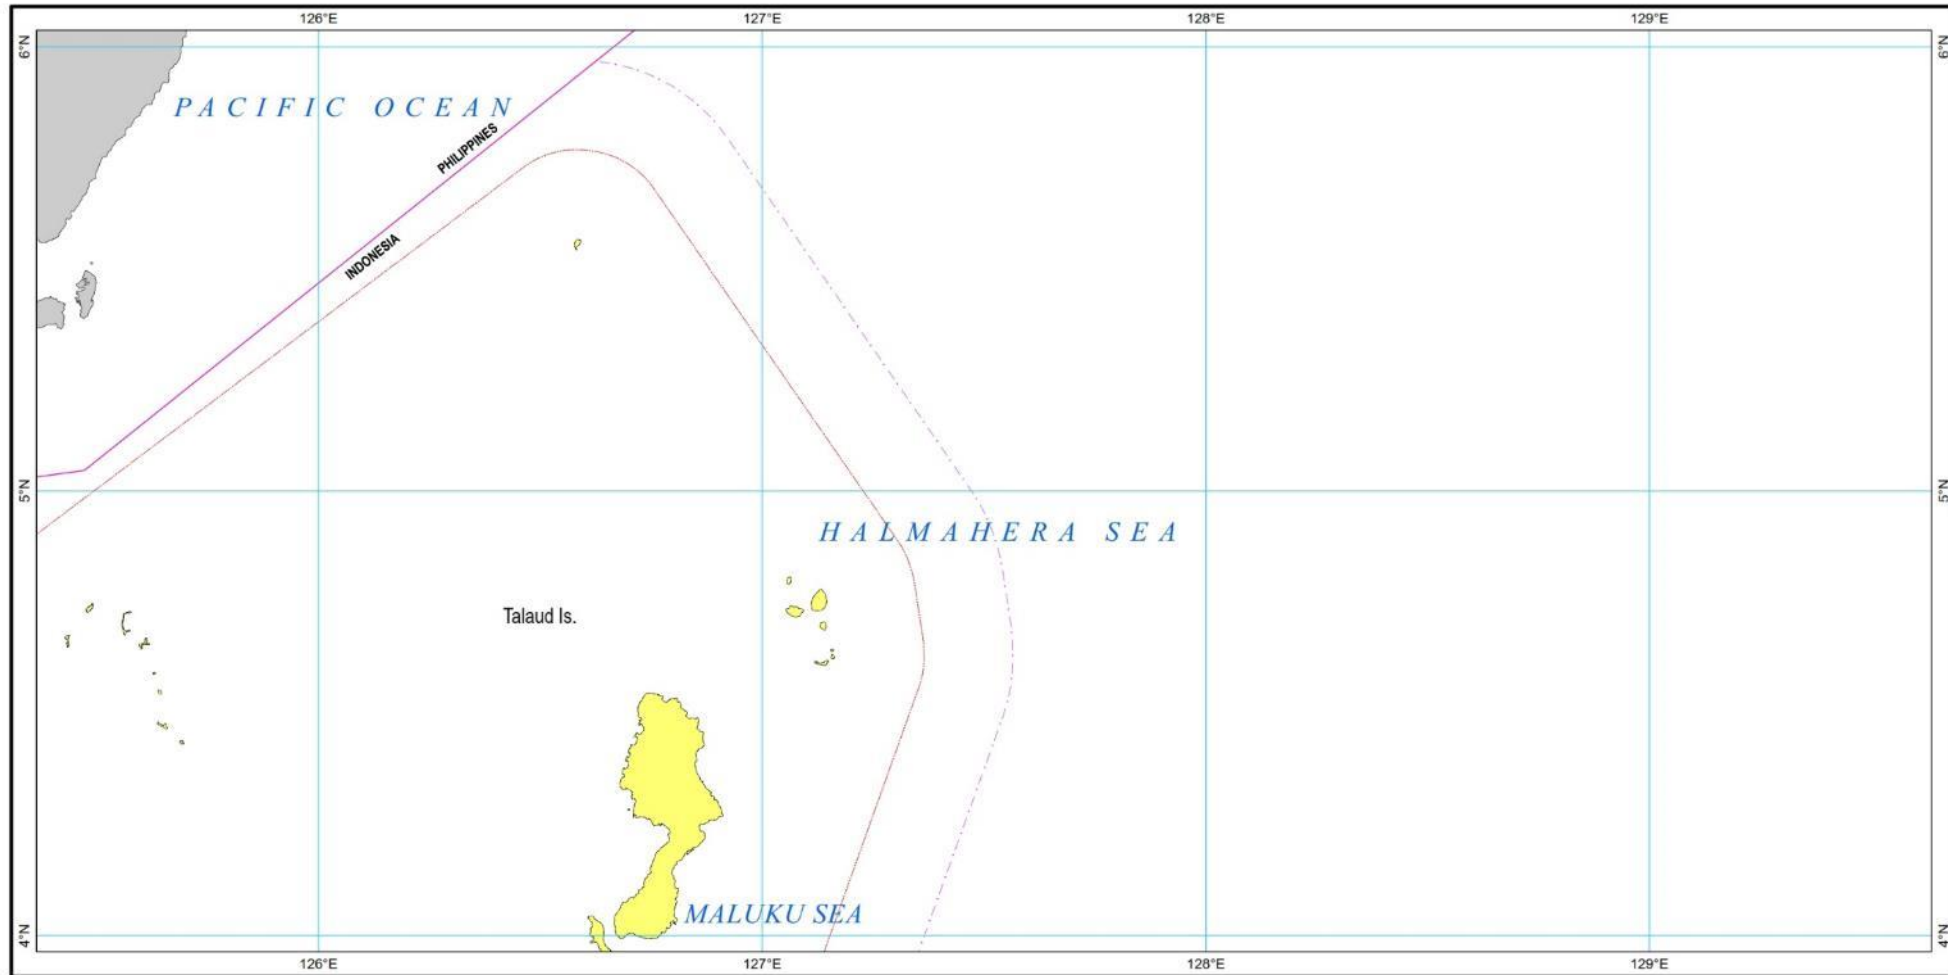 126°E 127°E 128°E 129°E
6°N 6°N
PACIFIC OCEAN
PHILIPPINES
INDONESIA
5°N 5°N
HALMAHERA SEA
Talaud Is.
MALUKU SEA
4°N 4°N
126°E 127°E 128°E 129°E